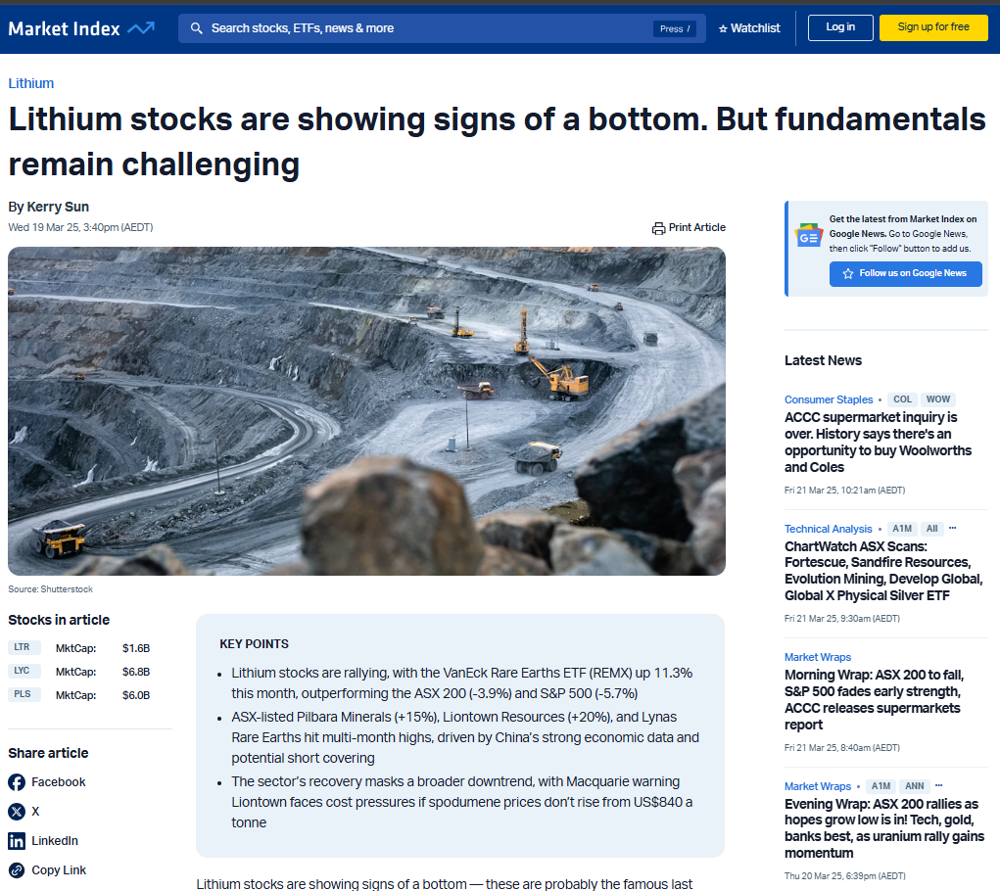 Market Index
Search stocks, ETFs, news & more
Press /
Watchlist
Log in
Sign up for free
Lithium
Lithium stocks are showing signs of a bottom. But fundamentals
remain challenging
By Kerry Sun
Wed 19 Mar 25, 3:40pm (AEDT)
Print Article
Source: Shutterstock
Stocks in article
LTR MktCap: $1.6B
LYC MktCap: $6.8B
PLS MktCap: $6.0B
Share article
Facebook
X
LinkedIn
Copy Link
KEY POINTS
• Lithium stocks are rallying, with the VanEck Rare Earths ETF (REMX) up 11.3%
this month, outperforming the ASX 200 (-3.9%) and S&P 500 (-5.7%)
• ASX-listed Pilbara Minerals (+15%), Liontown Resources (+20%), and Lynas
Rare Earths hit multi-month highs, driven by China's strong economic data and
potential short covering
• The sector's recovery masks a broader downtrend, with Macquarie warning
Liontown faces cost pressures if spodumene prices don't rise from US$840 a
tonne
Lithium stocks are showing signs of a bottom — these are probably the famous last
GE
Get the latest from Market Index on
Google News. Go to Google News,
then click "Follow" button to add us.
Follow us on Google News
Latest News
Consumer Staples • COL WOW
ACCC supermarket inquiry is
over. History says there's an
opportunity to buy Woolworths
and Coles
Fri 21 Mar 25, 10:21am (AEDT)
Technical Analysis • A1M AII ···
ChartWatch ASX Scans:
Fortescue, Sandfire Resources,
Evolution Mining, Develop Global,
Global X Physical Silver ETF
Fri 21 Mar 25, 9:30am (AEDT)
Market Wraps
Morning Wrap: ASX 200 to fall,
S&P 500 fades early strength,
ACCC releases supermarkets
report
Fri 21 Mar 25, 8:40am (AEDT)
Market Wraps • A1M ANN ···
Evening Wrap: ASX 200 rallies as
hopes grow low is in! Tech, gold,
banks best, as uranium rally gains
momentum
Thu 20 Mar 25, 6:39pm (AEDT)